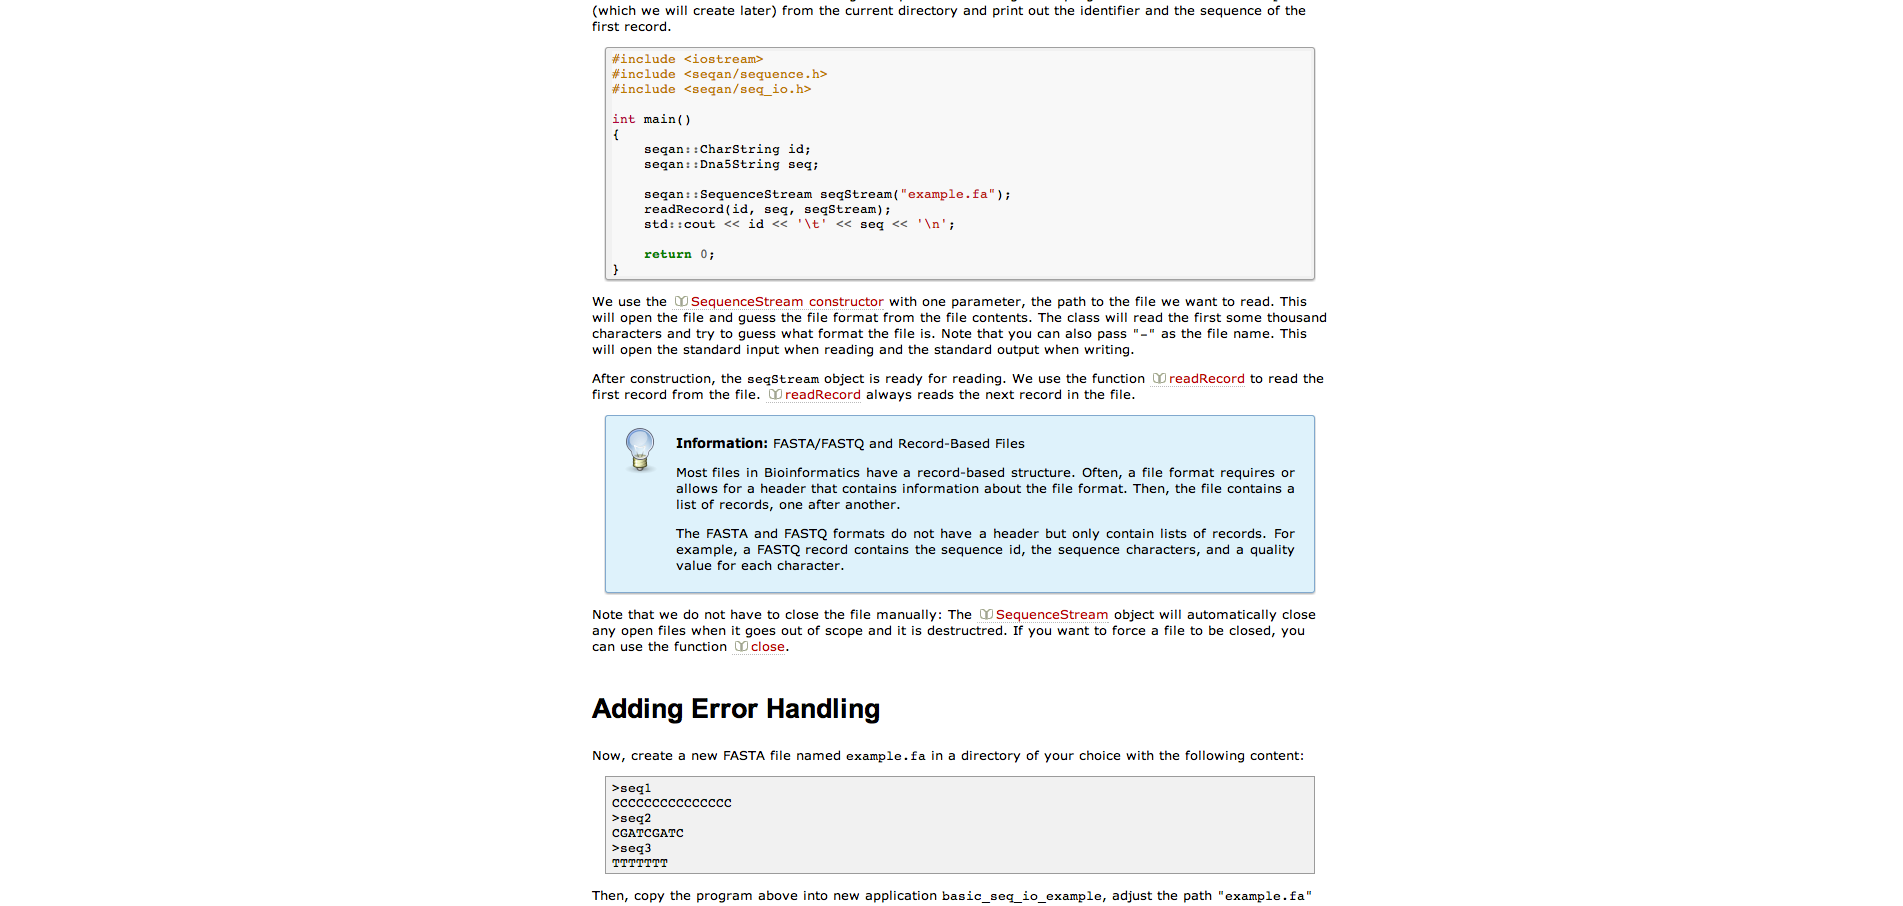 (which we will create later) from the current directory and print out the identifier and the sequence of the
first record.
#include <iostream>
#include <seqan/sequence.h>
#include <seqan/seq_io.h>
int main()
{
seqan::CharString id;
seqan::Dna5String seq;
seqan::SequenceStream seqStream("example.fa");
readRecord(id, seq, seqStream);
std::cout << id << '\t' << seq << '\n';
return 0;
}
We use the SequenceStream constructor with one parameter, the path to the file we want to read. This
will open the file and guess the file format from the file contents. The class will read the first some thousand
characters and try to guess what format the file is. Note that you can also pass "-" as the file name. This
will open the standard input when reading and the standard output when writing.
After construction, the seqStream object is ready for reading. We use the function readRecord to read the
first record from the file. readRecord always reads the next record in the file.
Information: FASTA/FASTQ and Record-Based Files
Most files in Bioinformatics have a record-based structure. Often, a file format requires or
allows for a header that contains information about the file format. Then, the file contains a
list of records, one after another.
The FASTA and FASTQ formats do not have a header but only contain lists of records. For
example, a FASTQ record contains the sequence id, the sequence characters, and a quality
value for each character.
Note that we do not have to close the file manually: The SequenceStream object will automatically close
any open files when it goes out of scope and it is destructred. If you want to force a file to be closed, you
can use the function close.
Adding Error Handling
Now, create a new FASTA file named example.fa in a directory of your choice with the following content:
>seq1
CCCCCCCCCCCCCCC
>seq2
CGATCGATC
>seq3
TTTTTTT
Then, copy the program above into new application basic_seq_io_example, adjust the path "example.fa"